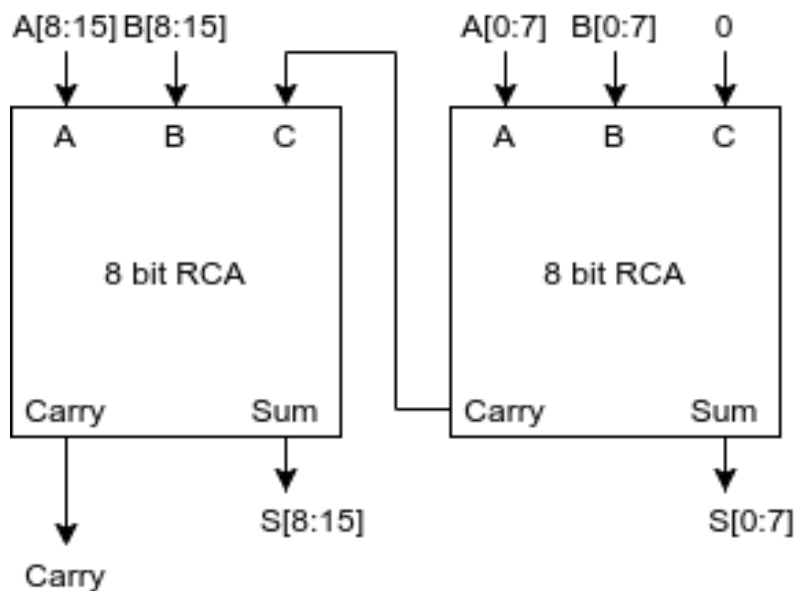 A[8:15] B[8:15] A[0:7] B[0:7] 0
A B C A B C
8 bit RCA 8 bit RCA
Carry Sum Carry Sum
S[8:15] S[0:7]
Carry